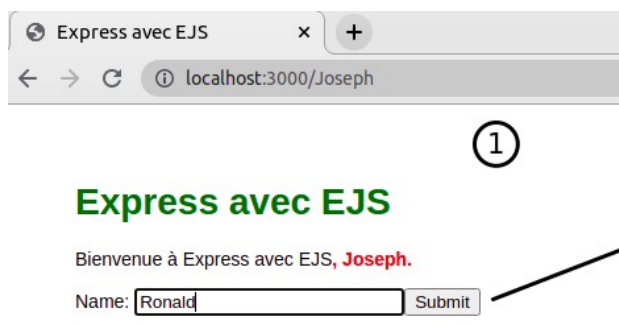 Express avec EJS
localhost:3000/Joseph
1
Express avec EJS
Bienvenue à Express avec EJS, Joseph.
Name: Ronald Submit